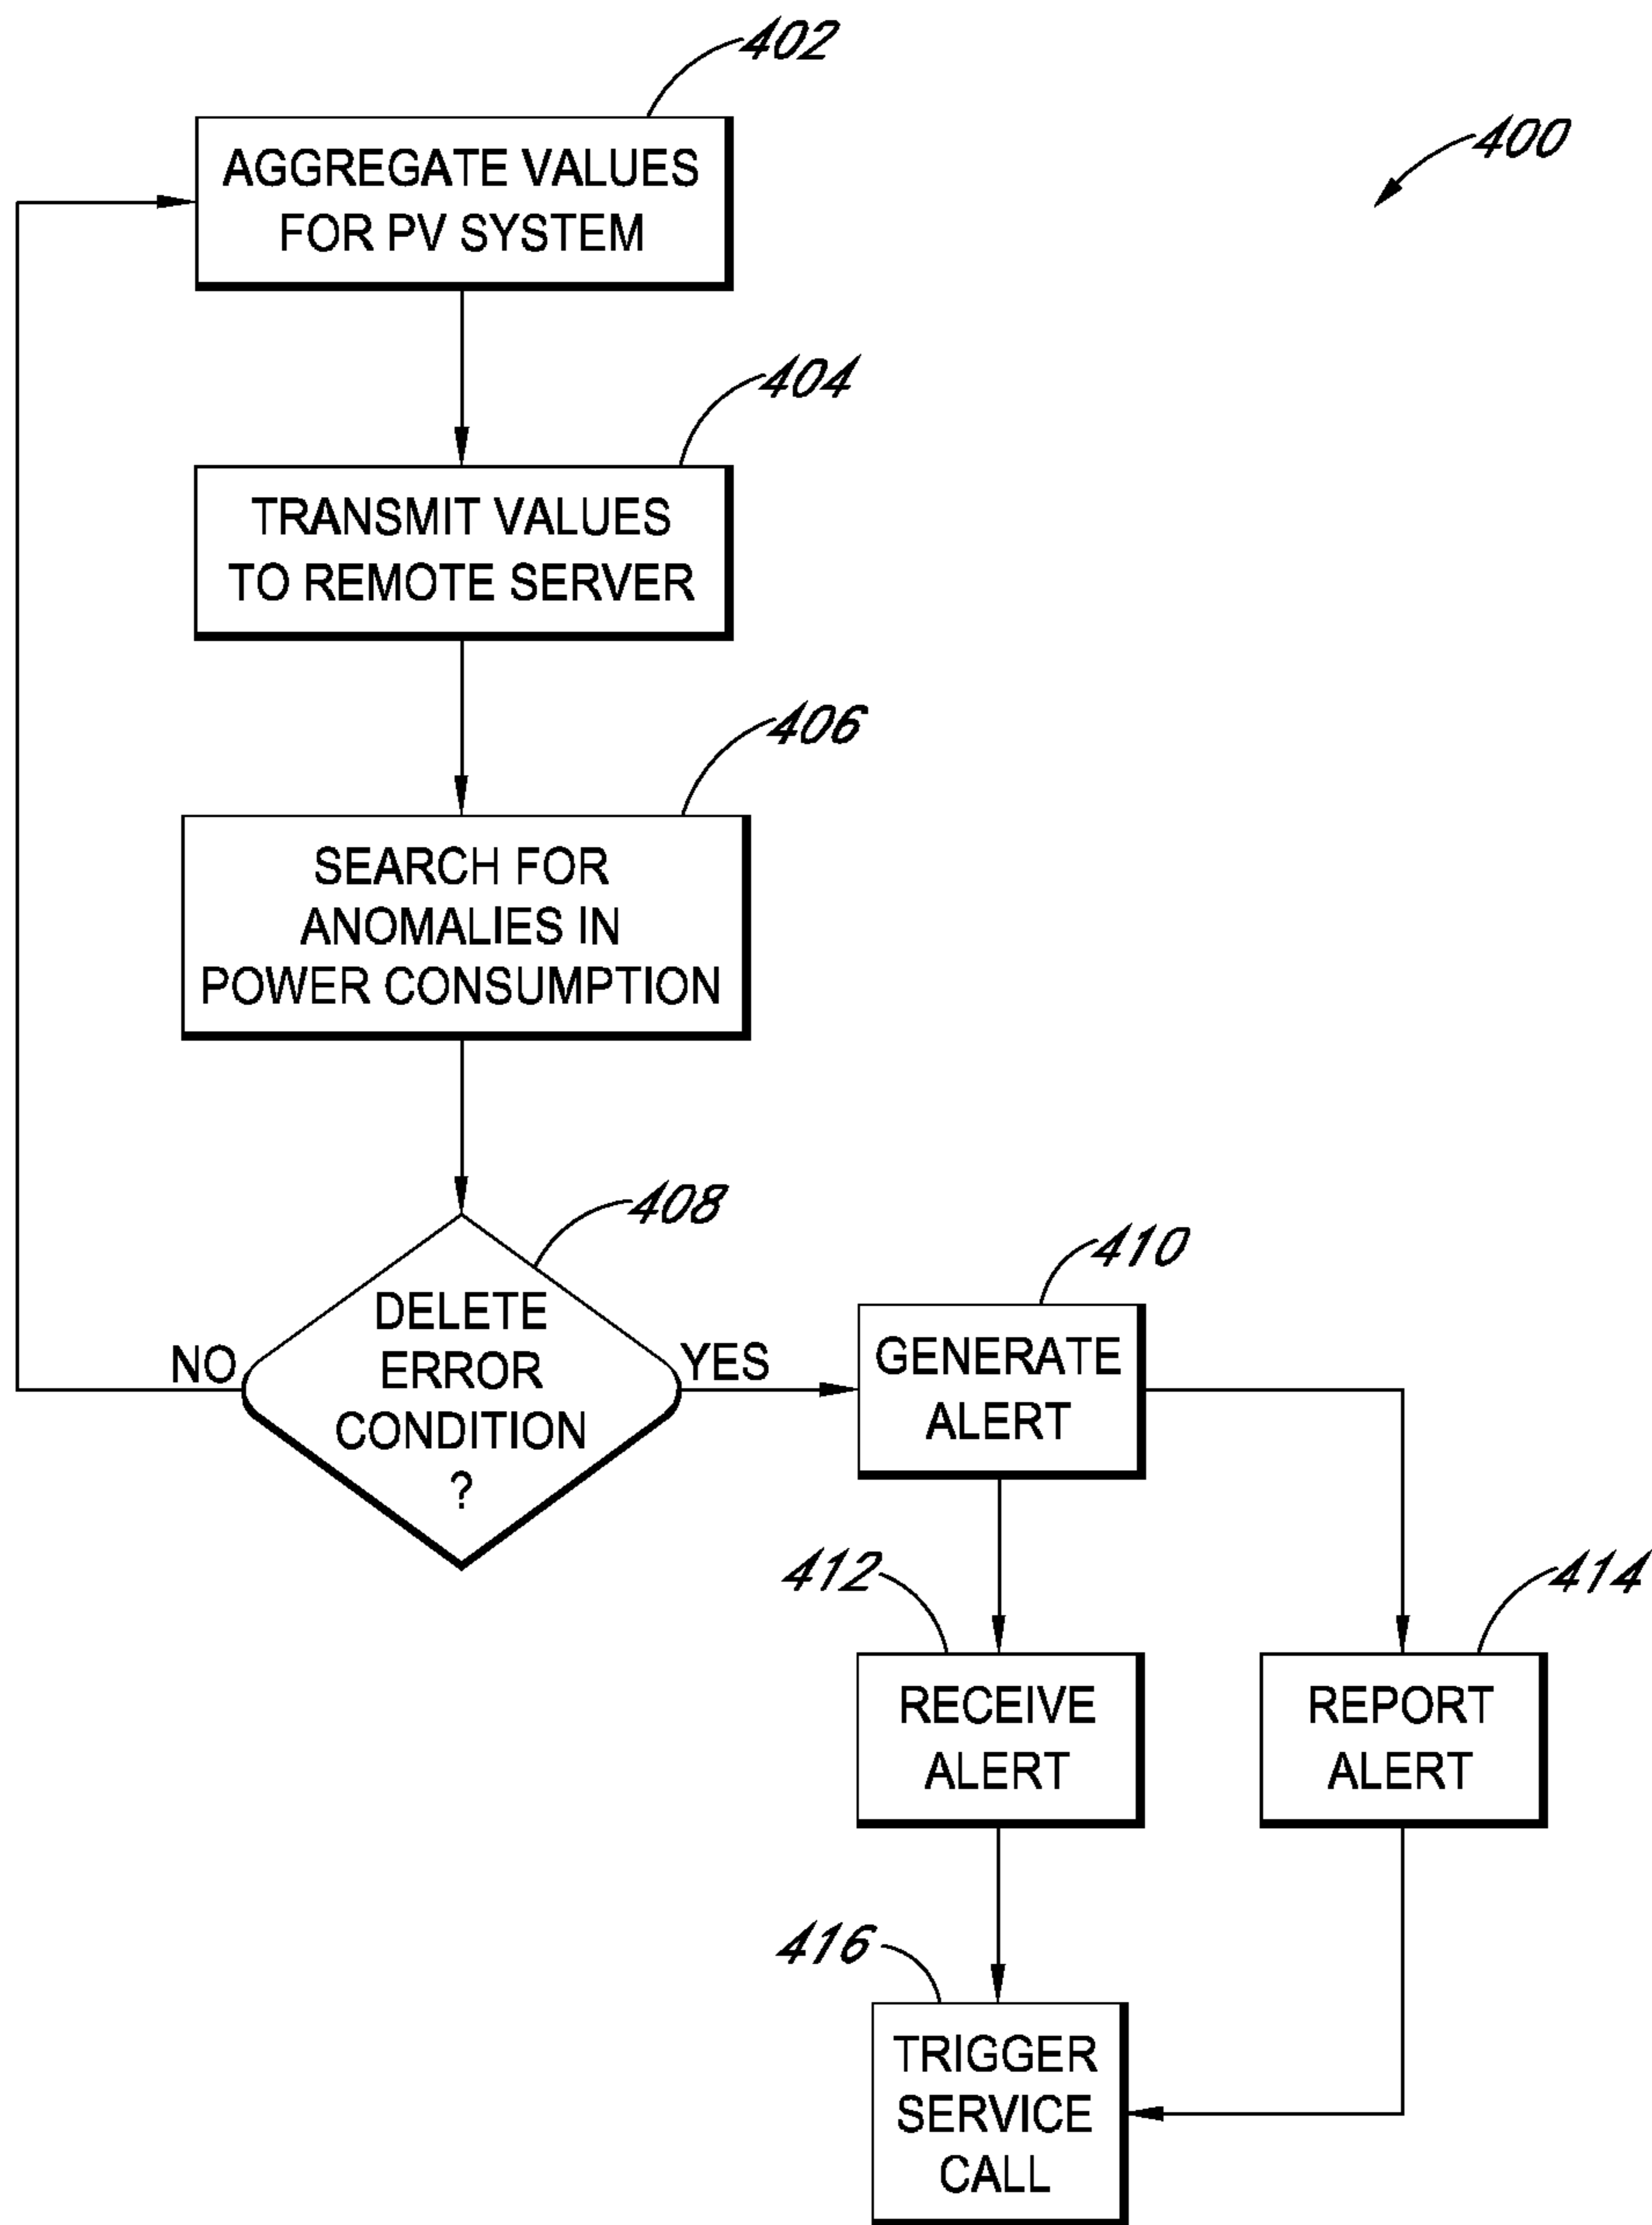 402
400
AGGREGATE VALUES
FOR PV SYSTEM
404
TRANSMIT VALUES
TO REMOTE SERVER
406
SEARCH FOR
ANOMALIES IN
POWER CONSUMPTION
408
DELETE
ERROR
CONDITION
?
NO
YES
410
GENERATE
ALERT
412
RECEIVE
ALERT
414
REPORT
ALERT
416
TRIGGER
SERVICE
CALL